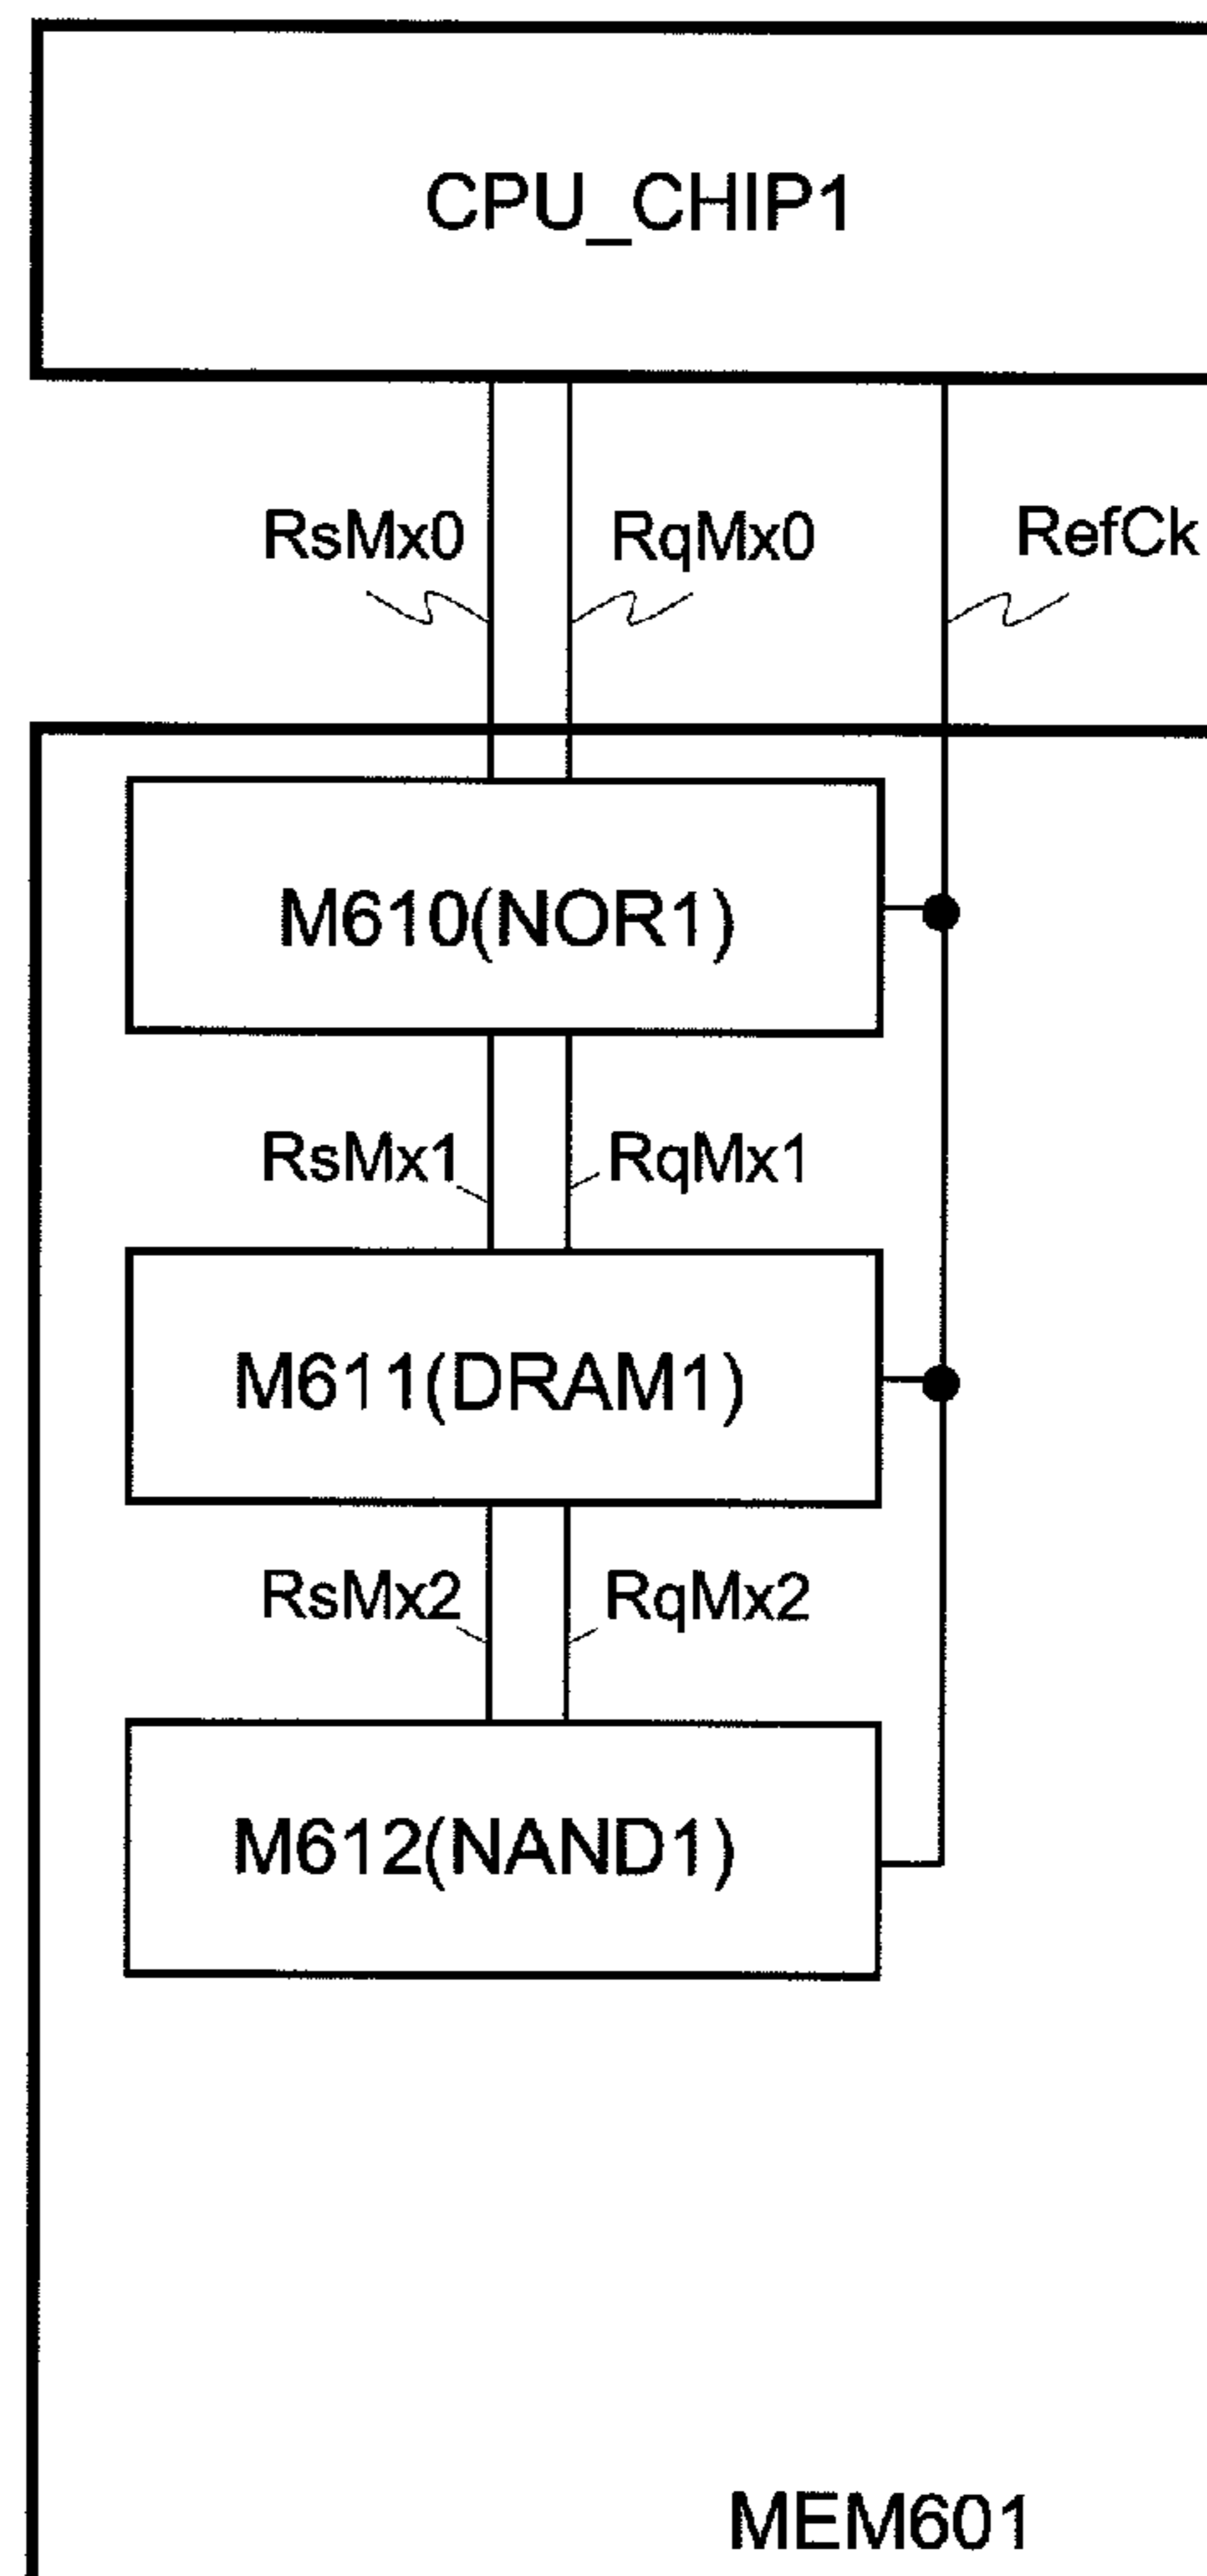 CPU_CHIP1
RsMx0 RqMx0 RefCk
M610(NOR1)
RsMx1 RqMx1
M611(DRAM1)
RsMx2 RqMx2
M612(NAND1)
MEM601